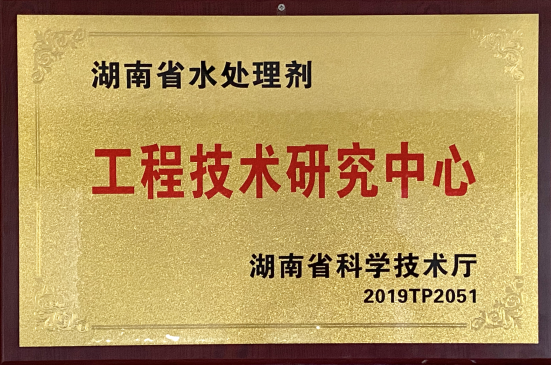 湖南省水处理剂
工程技术研究中心
湖南省科学技术厅
2019TP2051